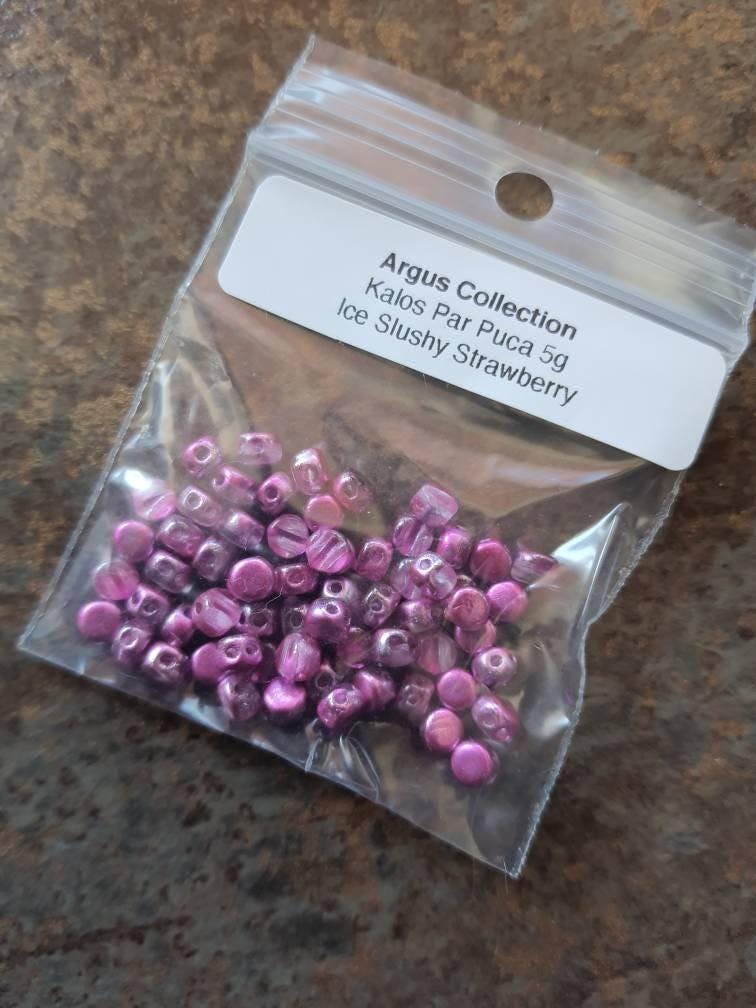 Argus Collection
Kalos Par Puca 5g
Ice Slushy Strawberry